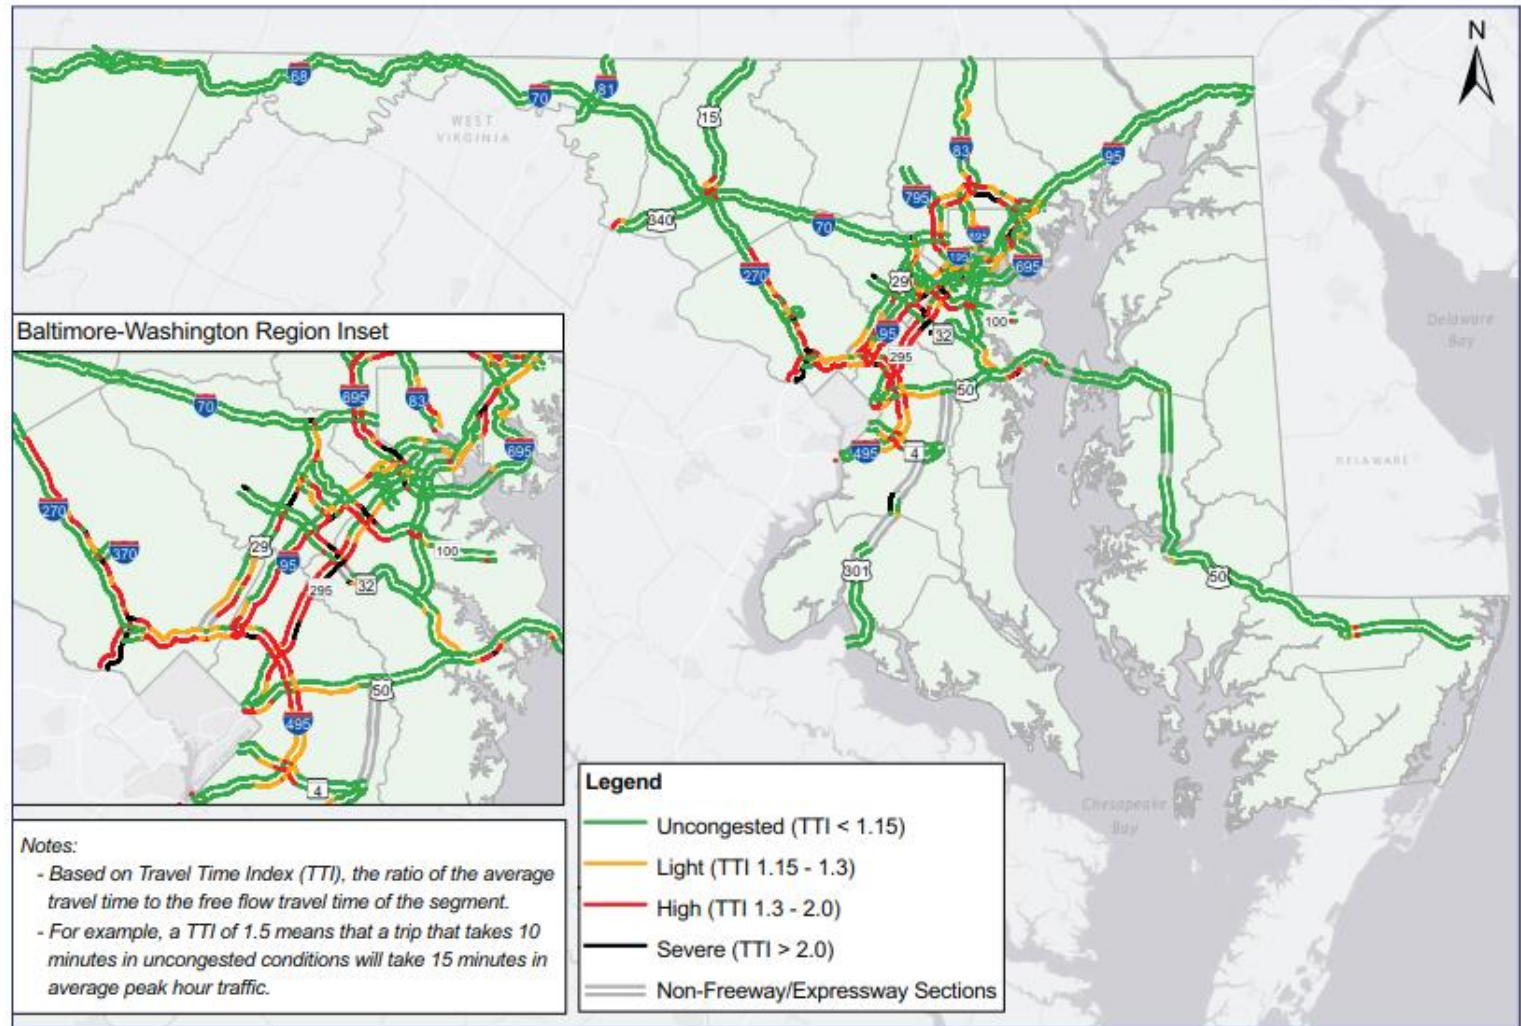 N
68
70
81
15
WEST
VIRGINIA
83
95
795
340
70
695
195
270
29
695
100
95
32
295
Delaware
Bay
50
DELAWARE
495
4
301
50
Baltimore-Washington Region Inset
70
695
83
695
270
370
29
95
100
295
32
50
495
4
Chesapeake
Bay
Legend
Uncongested (TTI < 1.15)
Light (TTI 1.15 - 1.3)
High (TTI 1.3 - 2.0)
Severe (TTI > 2.0)
Non-Freeway/Expressway Sections
Notes:
- Based on Travel Time Index (TTI), the ratio of the average
travel time to the free flow travel time of the segment.
- For example, a TTI of 1.5 means that a trip that takes 10
minutes in uncongested conditions will take 15 minutes in
average peak hour traffic.